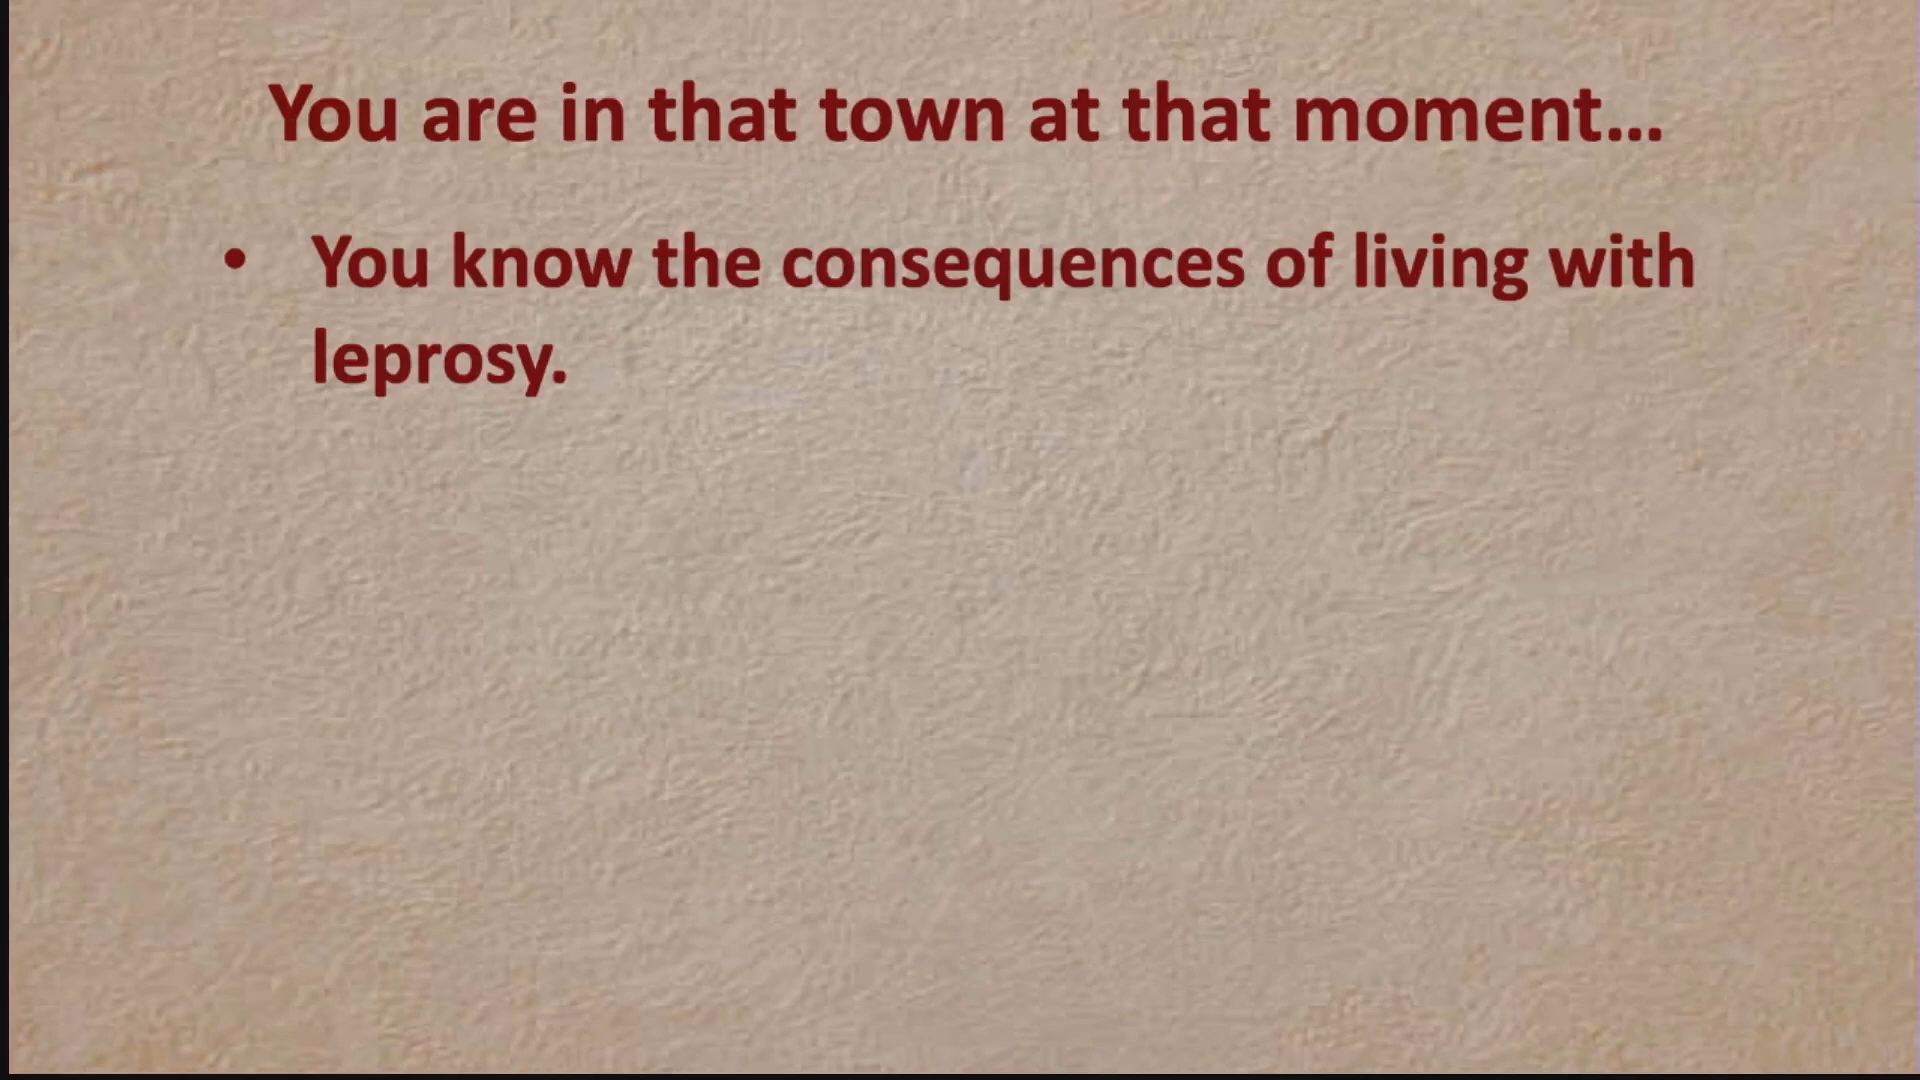 You are in that town at that moment...
• You know the consequences of living with
leprosy.